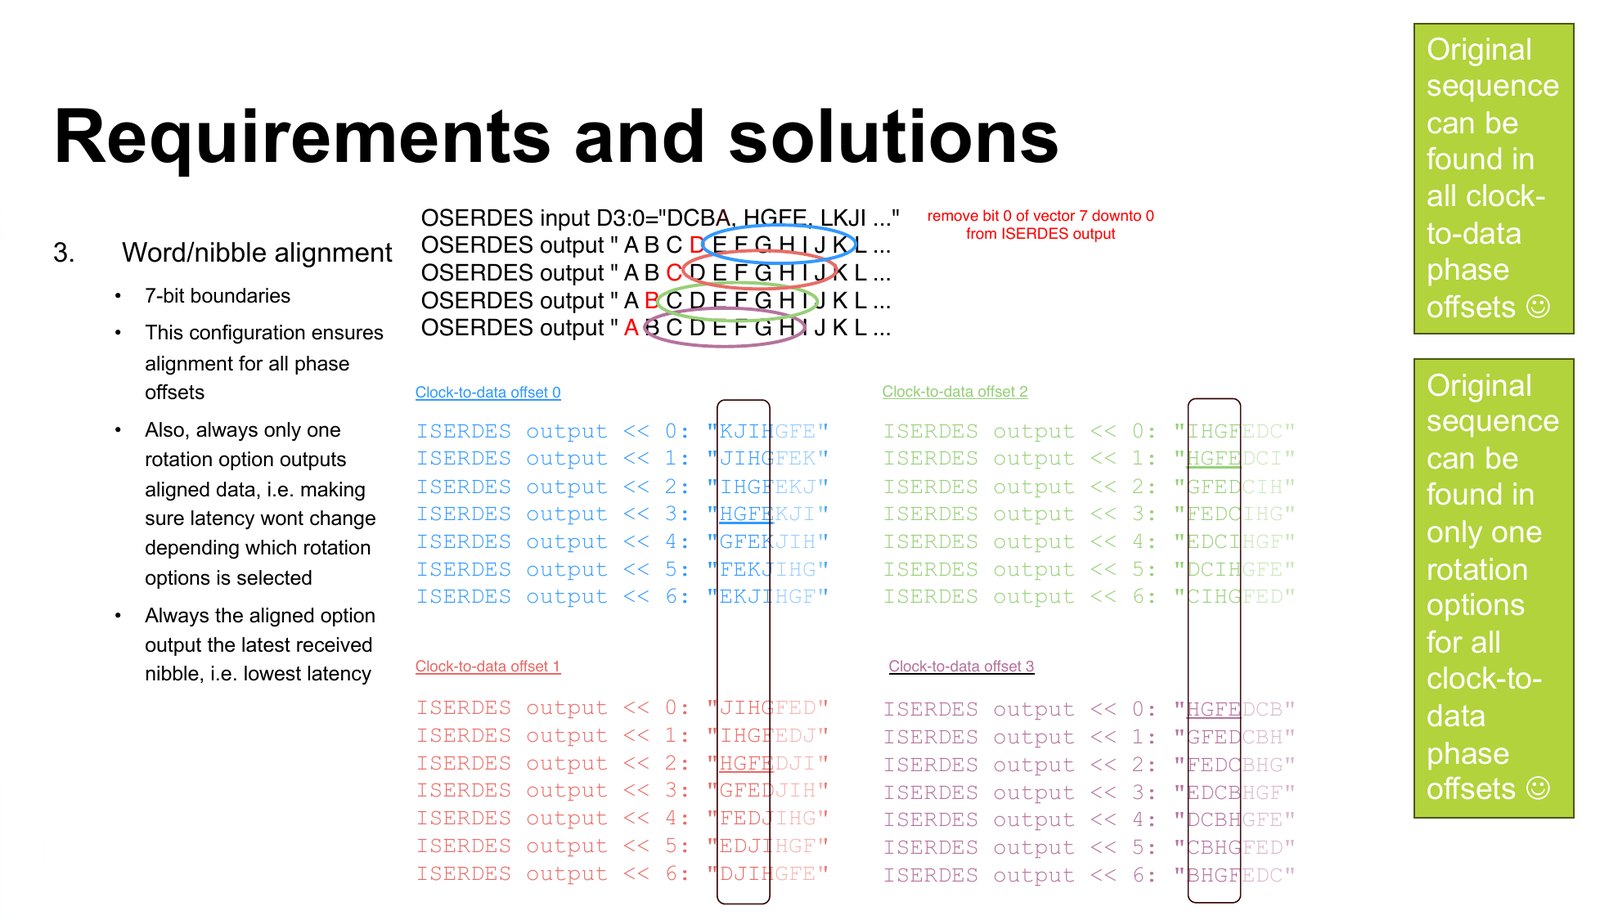 Requirements and solutions
3. Word/nibble alignment
• 7-bit boundaries
• This configuration ensures
alignment for all phase
offsets
• Also, always only one
rotation option outputs
aligned data, i.e. making
sure latency wont change
depending which rotation
options is selected
• Always the aligned option
output the latest received
nibble, i.e. lowest latency
OSERDES input D3:0="DCBA, HGFE, LKJI ..."
OSERDES output " A B C D E F G H I J K L ...
OSERDES output " A B C D E F G H I J K L ...
OSERDES output " A B C D E F G H I J K L ...
OSERDES output " A B C D E F G H I J K L ...
remove bit 0 of vector 7 downto 0
from ISERDES output
Clock-to-data offset 0
ISERDES output << 0: "KJIHGFE"
ISERDES output << 1: "JIHGFEK"
ISERDES output << 2: "IHGFEKJ"
ISERDES output << 3: "HGFEKJI"
ISERDES output << 4: "GFEKJIH"
ISERDES output << 5: "FEKJIHG"
ISERDES output << 6: "EKJIHGF"
Clock-to-data offset 2
ISERDES output << 0: "IHGFEDC"
ISERDES output << 1: "HGFEDCI"
ISERDES output << 2: "GFEDCIH"
ISERDES output << 3: "FEDCIHG"
ISERDES output << 4: "EDCIHGF"
ISERDES output << 5: "DCIHGFE"
ISERDES output << 6: "CIHGFED"
Clock-to-data offset 1
ISERDES output << 0: "JIHGFED"
ISERDES output << 1: "IHGFEDJ"
ISERDES output << 2: "HGFEDJI"
ISERDES output << 3: "GFEDJIH"
ISERDES output << 4: "FEDJIHG"
ISERDES output << 5: "EDJIHGF"
ISERDES output << 6: "DJIHGFE"
Clock-to-data offset 3
ISERDES output << 0: "HGFEDCB"
ISERDES output << 1: "GFEDCBH"
ISERDES output << 2: "FEDCBHG"
ISERDES output << 3: "EDCBHGF"
ISERDES output << 4: "DCBHGFE"
ISERDES output << 5: "CBHGFED"
ISERDES output << 6: "BHGFEDC"
Original
sequence
can be
found in
all clock-
to-data
phase
offsets ☺
Original
sequence
can be
found in
only one
rotation
options
for all
clock-to-
data
phase
offsets ☺